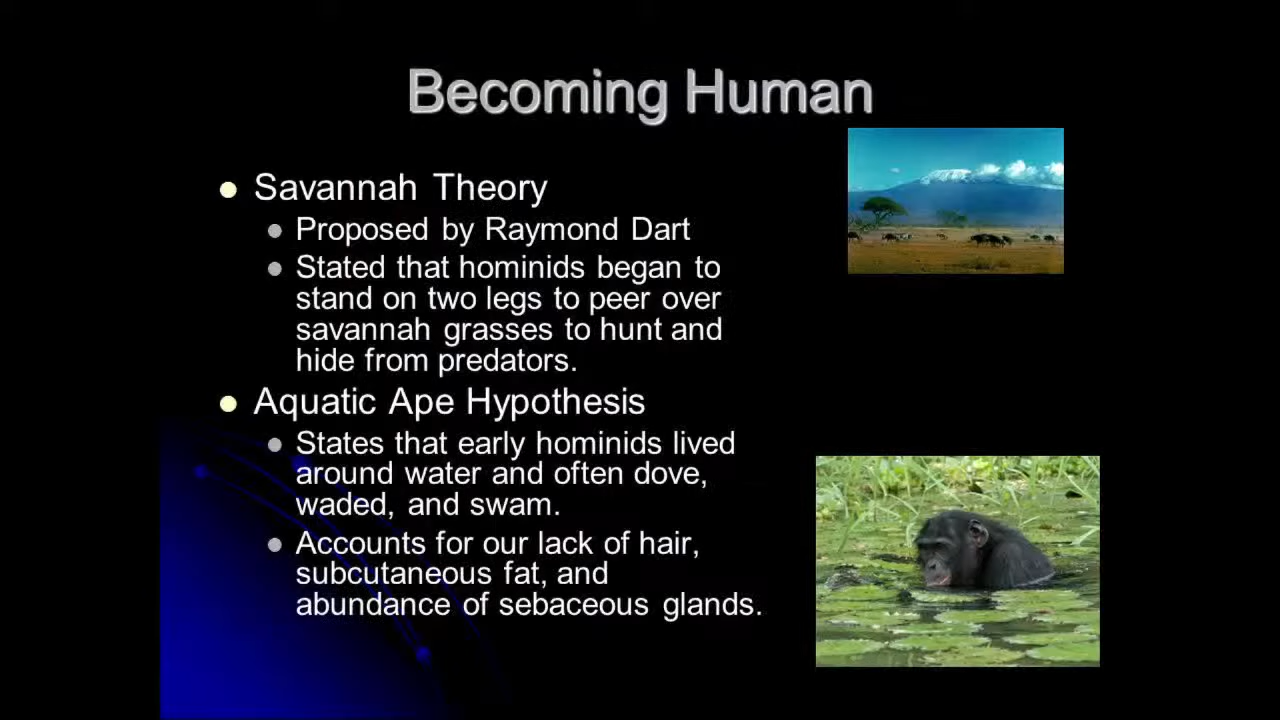 Becoming Human
Savannah Theory
Proposed by Raymond Dart
Stated that hominids began to
stand on two legs to peer over
savannah grasses to hunt and
hide from predators.
Aquatic Ape Hypothesis
States that early hominids lived
around water and often dove,
waded, and swam.
Accounts for our lack of hair,
subcutaneous fat, and
abundance of sebaceous glands.